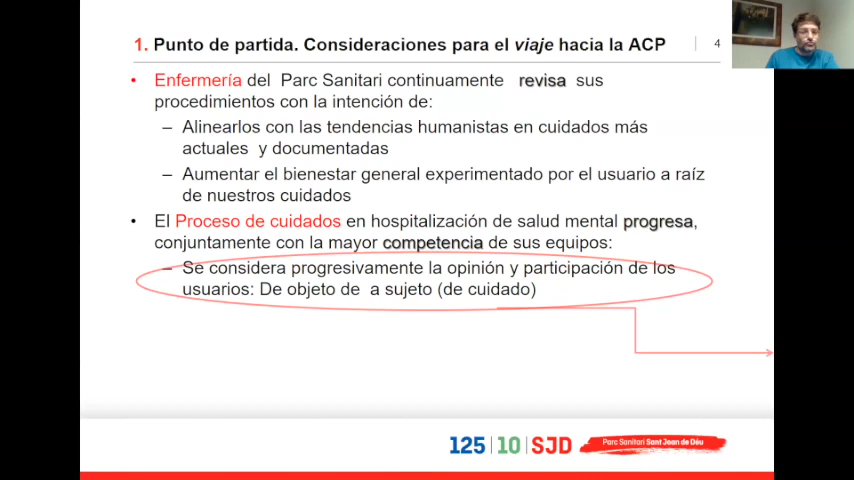 1. Punto de partida. Consideraciones para el viaje hacia la ACP
4
• Enfermería del Parc Sanitari continuamente revisa sus
procedimientos con la intención de:
– Alinearlos con las tendencias humanistas en cuidados más
actuales y documentadas
– Aumentar el bienestar general experimentado por el usuario a raíz
de nuestros cuidados
• El Proceso de cuidados en hospitalización de salud mental progresa,
conjuntamente con la mayor competencia de sus equipos:
– Se considera progresivamente la opinión y participación de los
usuarios: De objeto de a sujeto (de cuidado)
125 | 10 | SJD Parc Sanitari Sant Joan de Déu